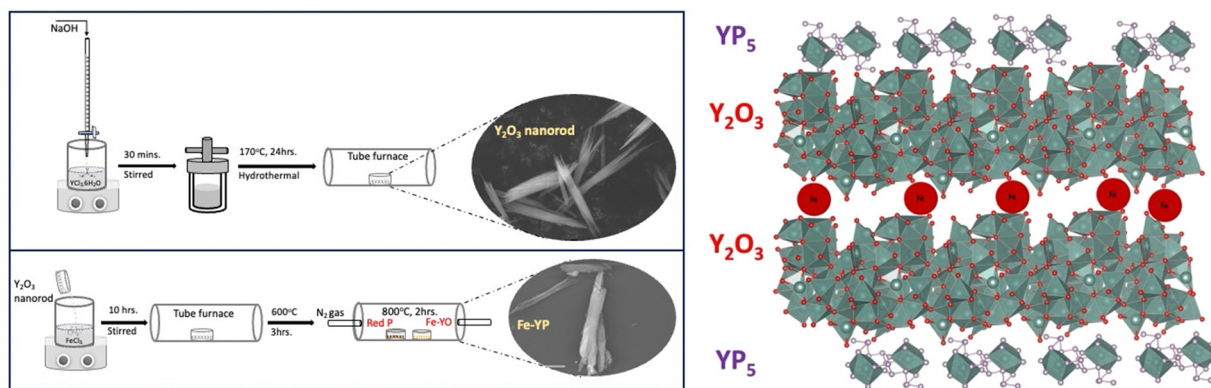 NaOH
YCl₃.6H₂O
30 mins.
Stirred
170°C, 24hrs.
Hydrothermal
Tube furnace
Y₂O₃ nanorod
Y₂O₃
nanorod
FeCl₃
10 hrs.
Stirred
Tube furnace
600°C
3hrs.
N₂ gas
800°C, 2hrs.
Red P
Fe-YO
Fe-YP
YP₅
Y₂O₃
Fe
Fe
Fe
Fe
Fe
Y₂O₃
YP₅